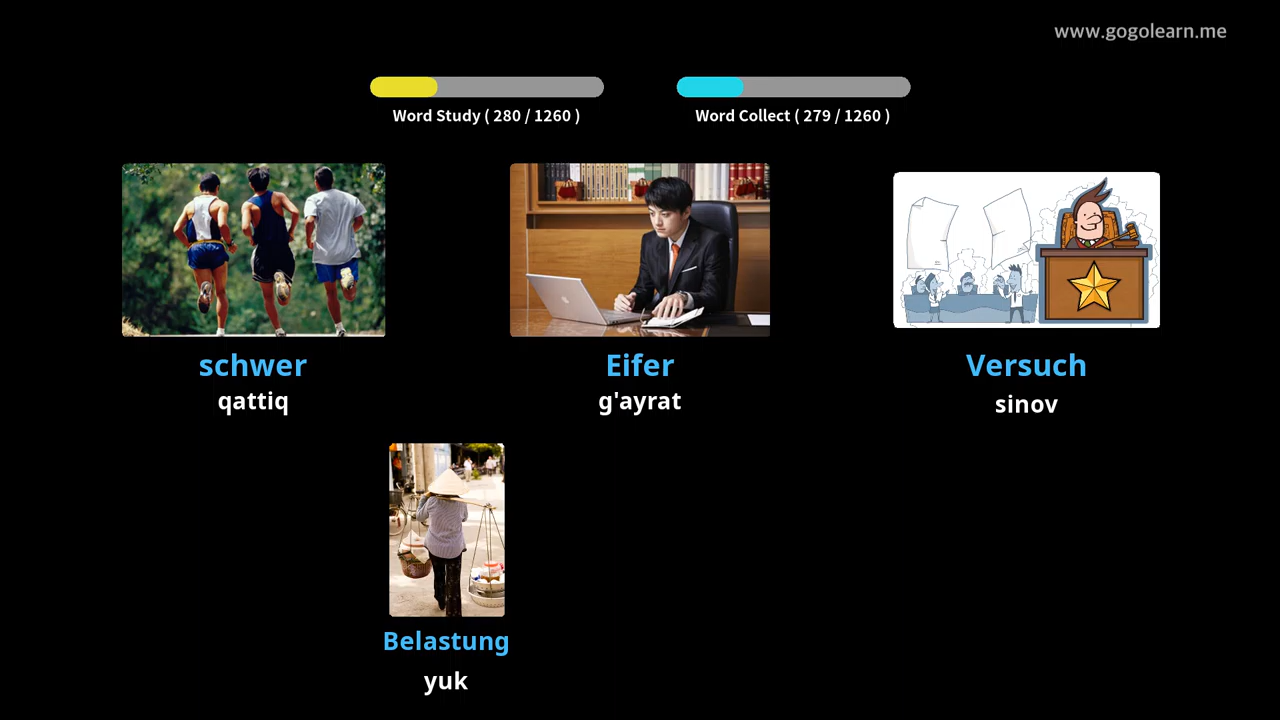 www.gogolearn.me
Word Study ( 280 / 1260 )
Word Collect ( 279 / 1260 )
schwer
qattiq
Eifer
g'ayrat
Versuch
sinov
Belastung
yuk